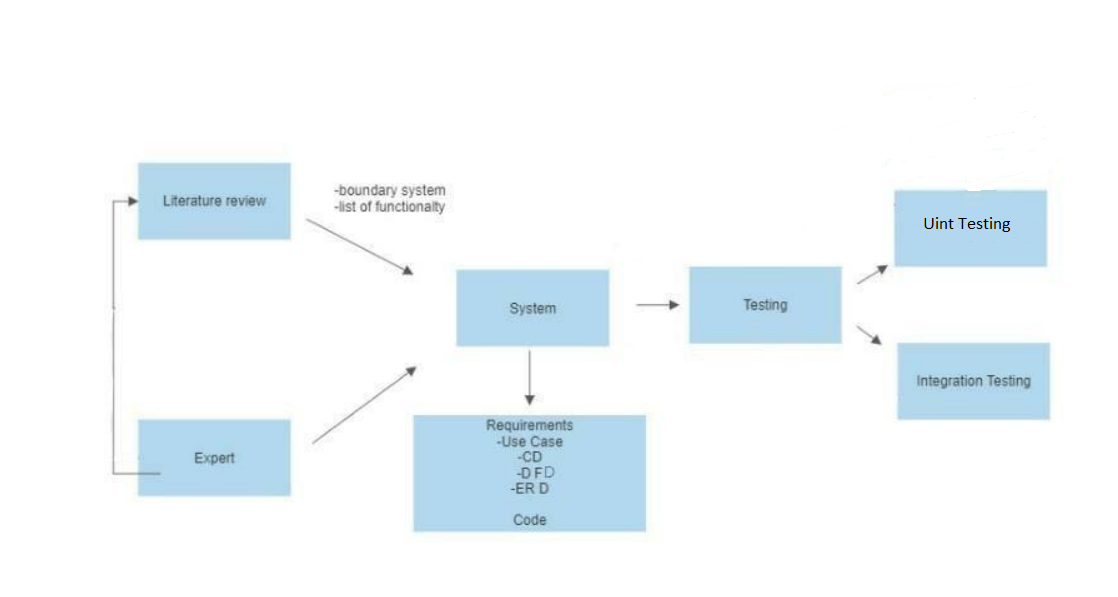 Literature review
-boundary system
-list of functionalty
Uint Testing
System
Testing
Integration Testing
Expert
Requirements
-Use Case
-CD
-D FD
-ER D
Code